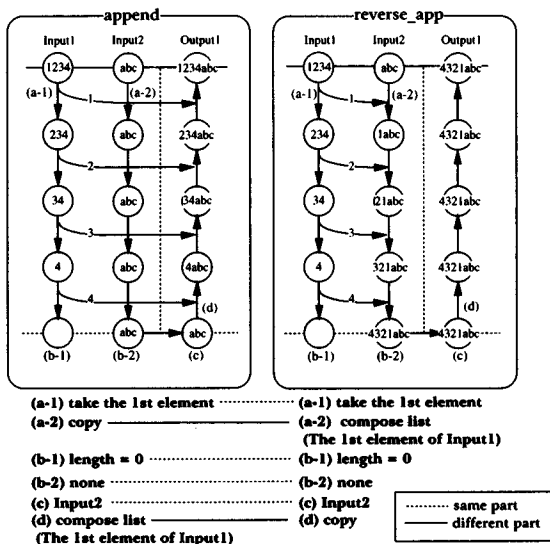 append
reverse_app
Input1 Input2 Output1
Input1 Input2 Output1
1234 abc 1234abc
1234 abc 4321abc
(a-1) 1 (a-2)
(a-1) 1 (a-2)
234 abc 234abc
234 1abc 4321abc
2
2
34 abc 34abc
34 21abc 4321abc
3
3
4 abc 4abc
4 321abc 4321abc
4 (d)
4 (d)
abc abc
4321abc 4321abc
(b-1) (b-2) (c)
(b-1) (b-2) (c)
(a-1) take the 1st element (a-1) take the 1st element
(a-2) copy (a-2) compose list
(The 1st element of Input1)
(b-1) length = 0 (b-1) length = 0
(b-2) none (b-2) none
(c) Input2 (c) Input2
(d) compose list (d) copy
(The 1st element of Input1)
same part
different part